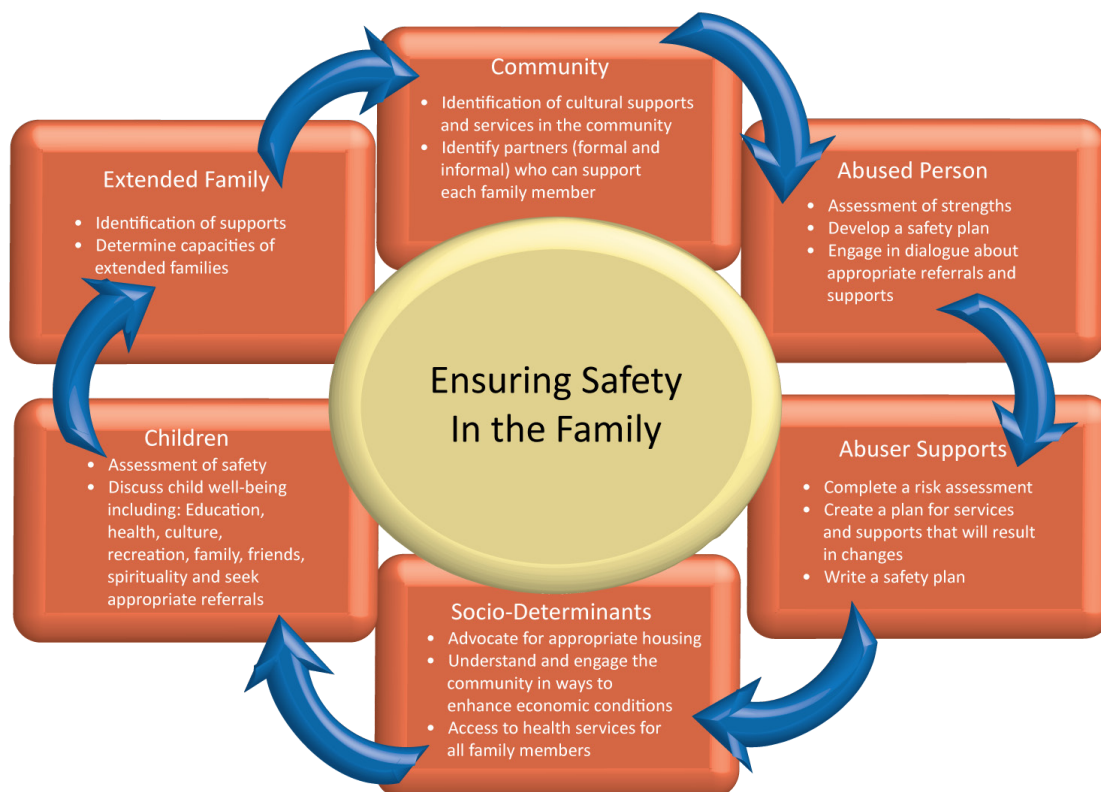 Community
• Identification of cultural supports
and services in the community
• Identify partners (formal and
informal) who can support
each family member
Abused Person
• Assessment of strengths
• Develop a safety plan
• Engage in dialogue about
appropriate referrals and
supports
Abuser Supports
• Complete a risk assessment
• Create a plan for services
and supports that will result
in changes
• Write a safety plan
Socio-Determinants
• Advocate for appropriate housing
• Understand and engage the
community in ways to
enhance economic conditions
• Access to health services for
all family members
Children
• Assessment of safety
• Discuss child well-being
including: Education,
health, culture,
recreation, family, friends,
spirituality and seek
appropriate referrals
Extended Family
• Identification of supports
• Determine capacities of
extended families
Ensuring Safety
In the Family